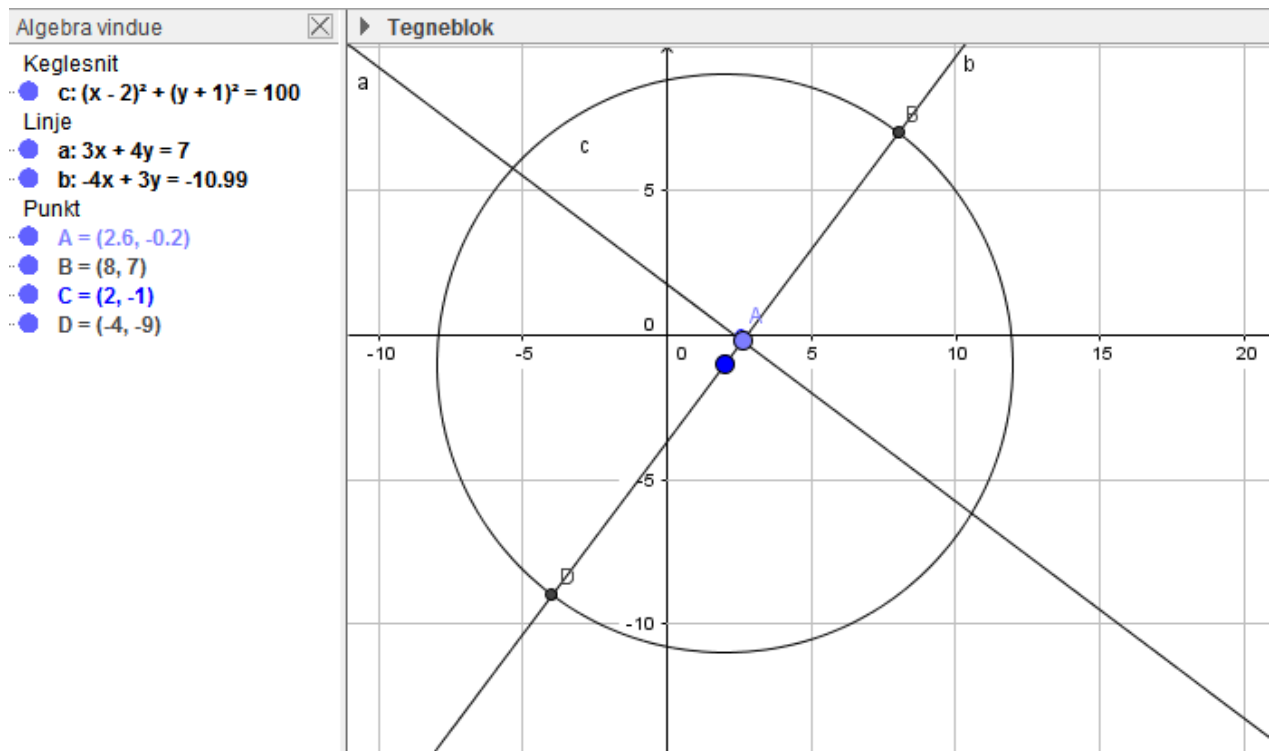 Algebra vindue
Keglesnit
c: (x - 2)² + (y + 1)² = 100
Linje
a: 3x + 4y = 7
b: -4x + 3y = -10.99
Punkt
A = (2.6, -0.2)
B = (8, 7)
C = (2, -1)
D = (-4, -9)
Tegneblok
a
b
B
c
5
A
0
-10
-5
0
5
10
15
20
-5
D
-10